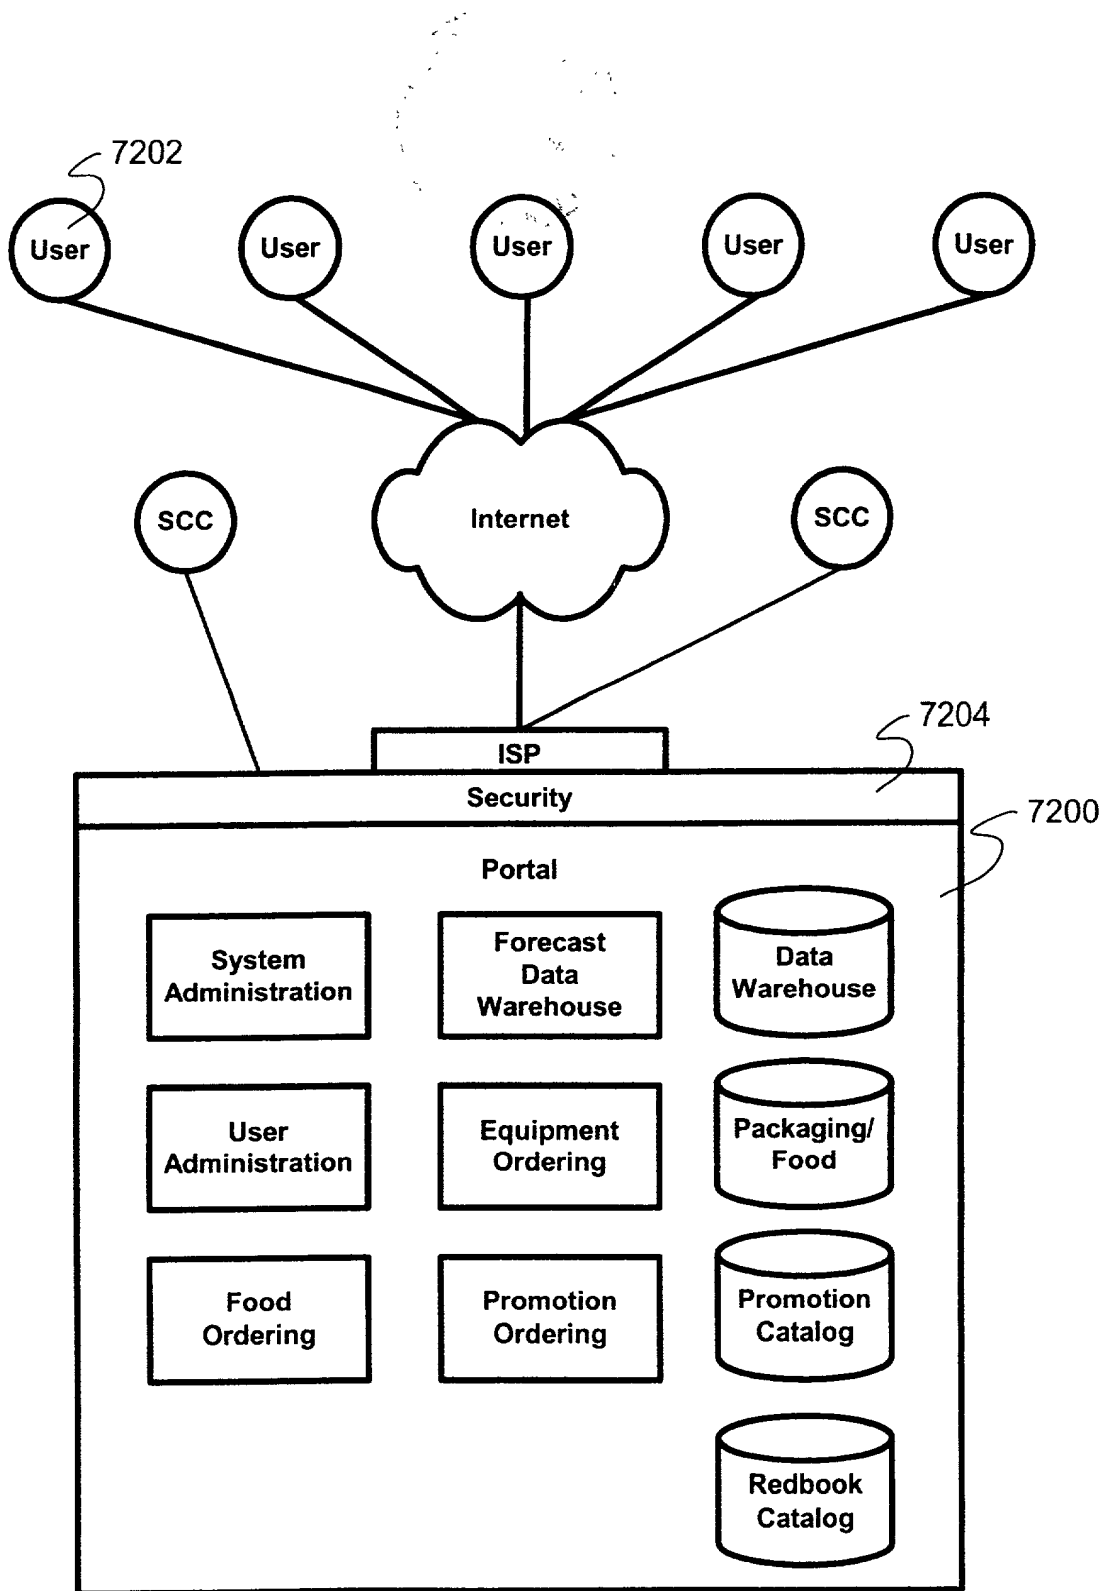 7202
User
User
User
User
User
SCC
Internet
SCC
7204
ISP
Security
7200
Portal
System
Administration
Forecast
Data
Warehouse
Data
Warehouse
User
Administration
Equipment
Ordering
Packaging/
Food
Food
Ordering
Promotion
Ordering
Promotion
Catalog
Redbook
Catalog